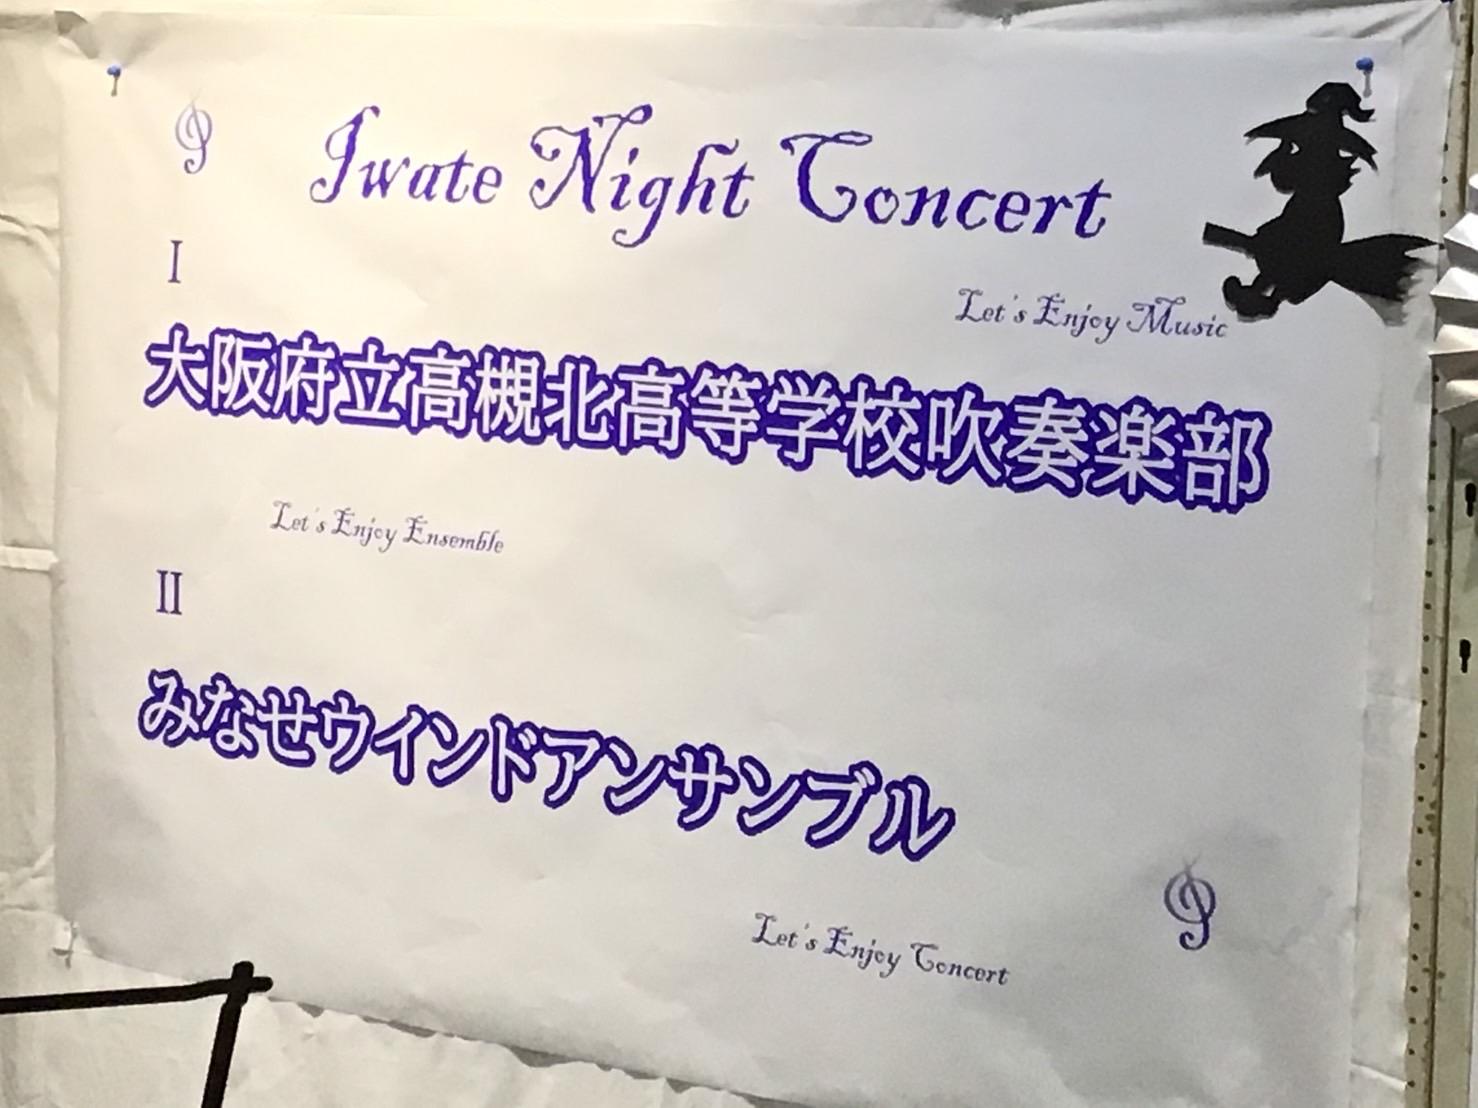 Iwate Night Concert
I
Let's Enjoy Music
大阪府立高槻北高等学校吹奏楽部
Let's Enjoy Ensemble
II
みなせウインドアンサンブル
Let's Enjoy Concert